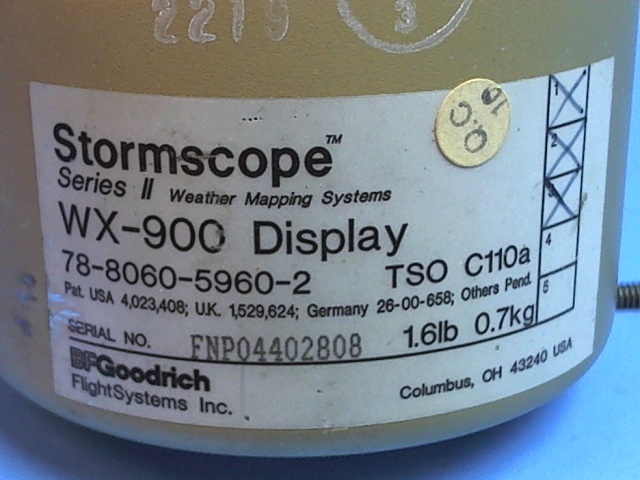 2219 3
Q.C 10
Stormscope™
Series II Weather Mapping Systems
WX-900 Display
78-8060-5960-2 TSO C110a
Pat. USA 4,023,408; U.K. 1,529,624; Germany 26-00-658; Others Pend.
SERIAL NO. FNP04402808 1.6lb 0.7kg
BFGoodrich
FlightSystems Inc. Columbus, OH 43240 USA
1
2
3
4
5